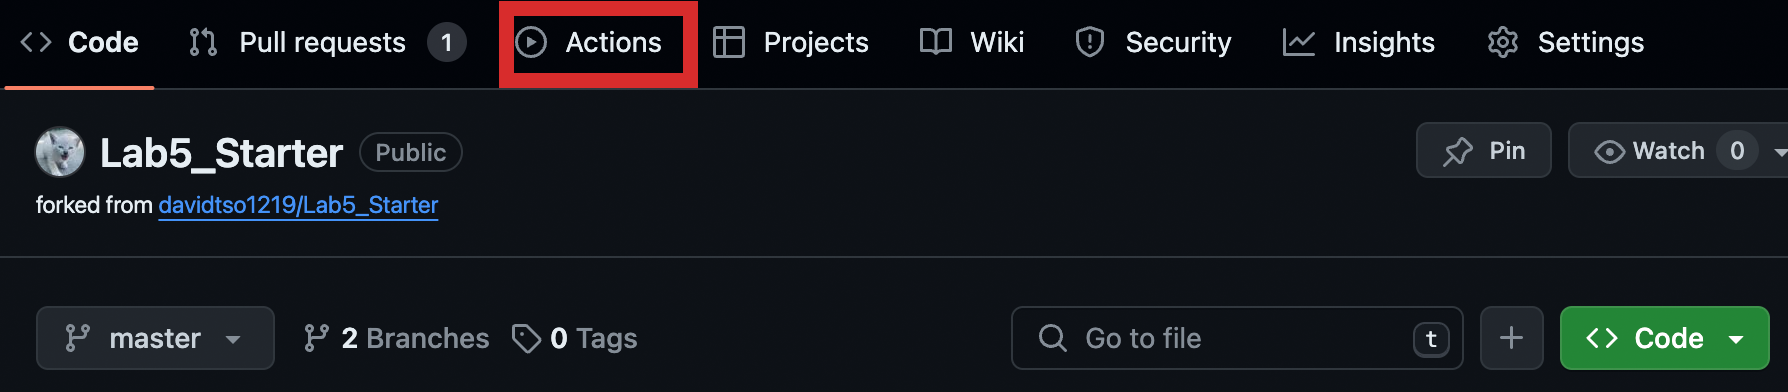 Code Pull requests 1 Actions Projects Wiki Security Insights Settings
Lab5_Starter Public Pin Watch 0
forked from davidtso1219/Lab5_Starter
master 2 Branches 0 Tags Go to file t Code